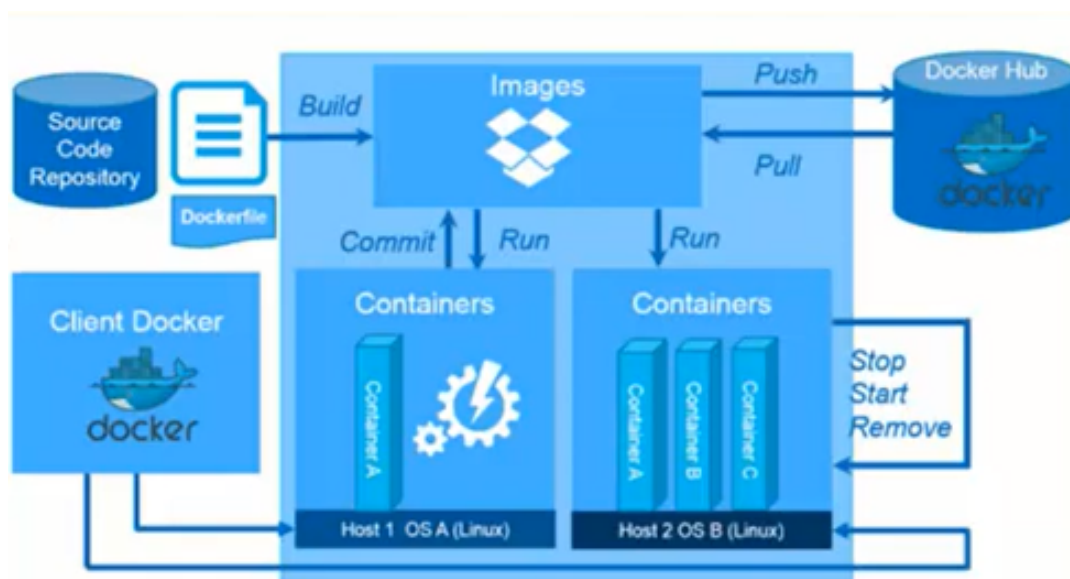 Source
Code
Repository
Dockerfile
Build
Images
Push
Pull
Docker Hub
docker
Commit
Run
Run
Client Docker
docker
Containers
Container A
Host 1 OS A (Linux)
Containers
Container A
Container B
Container C
Host 2 OS B (Linux)
Stop
Start
Remove